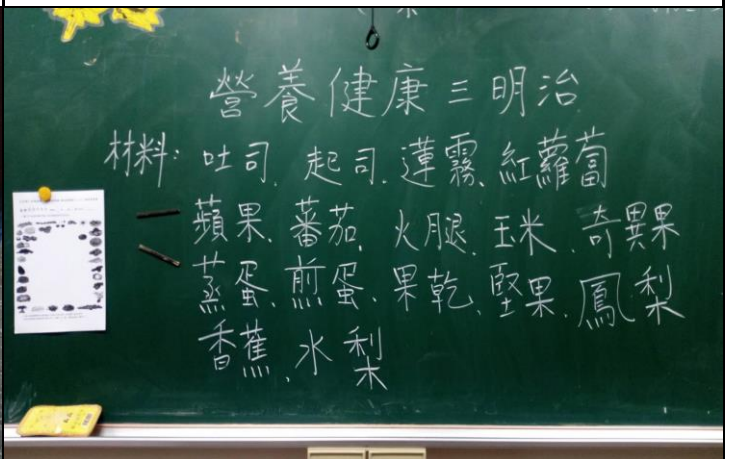 營養健康三明治
材料: 吐司、起司、蓮霧、紅蘿蔔
蘋果、蕃茄、火腿、玉米、奇異果
蒸蛋、煎蛋、果乾、堅果、鳳梨
香蕉、水梨